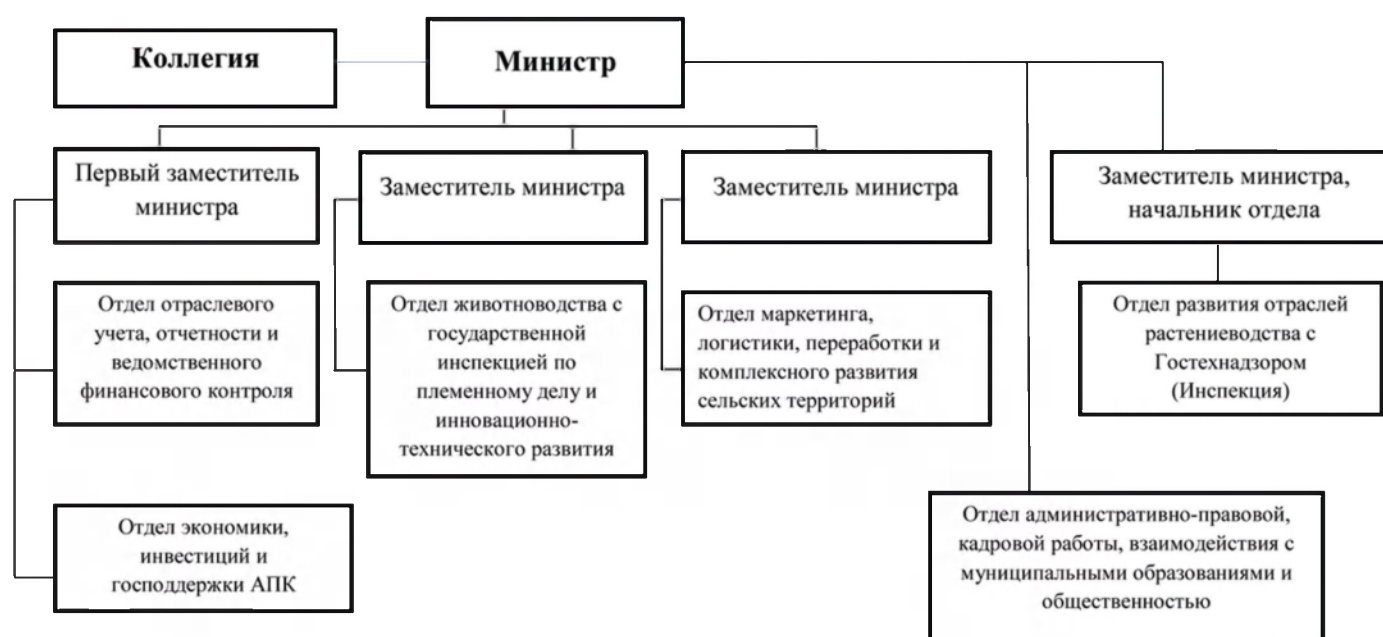 Коллегия
Министр
Первый заместитель
министра
Заместитель министра
Заместитель министра
Заместитель министра,
начальник отдела
Отдел отраслевого
учета, отчетности и
ведомственного
финансового контроля
Отдел животноводства с
государственной
инспекцией по
племенному делу и
инновационно-
технического развития
Отдел маркетинга,
логистики, переработки и
комплексного развития
сельских территорий
Отдел развития отраслей
растениеводства с
Гостехнадзором
(Инспекция)
Отдел экономики,
инвестиций и
господдержки АПК
Отдел административно-правовой,
кадровой работы, взаимодействия с
муниципальными образованиями и
общественностью